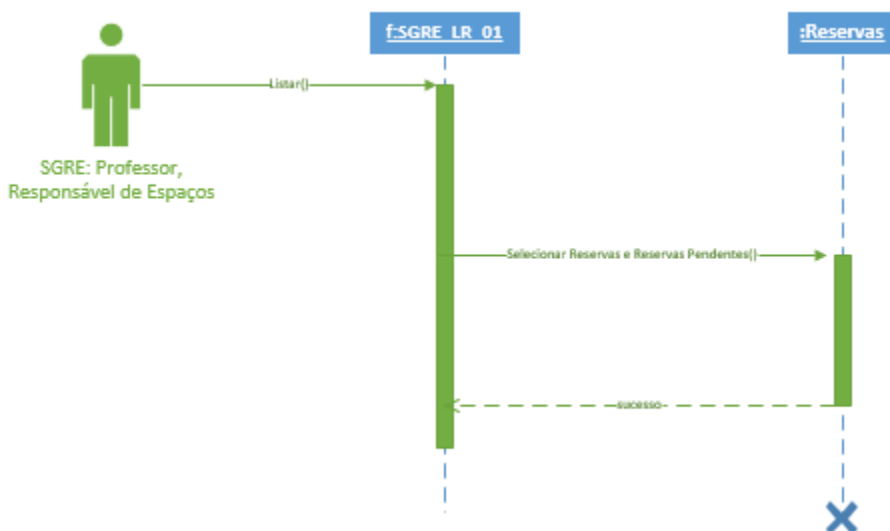 f:SGRE_LR_01
:Reservas
Listar()
SGRE: Professor,
Responsável de Espaços
Selecionar Reservas e Reservas Pendentes()
sucesso